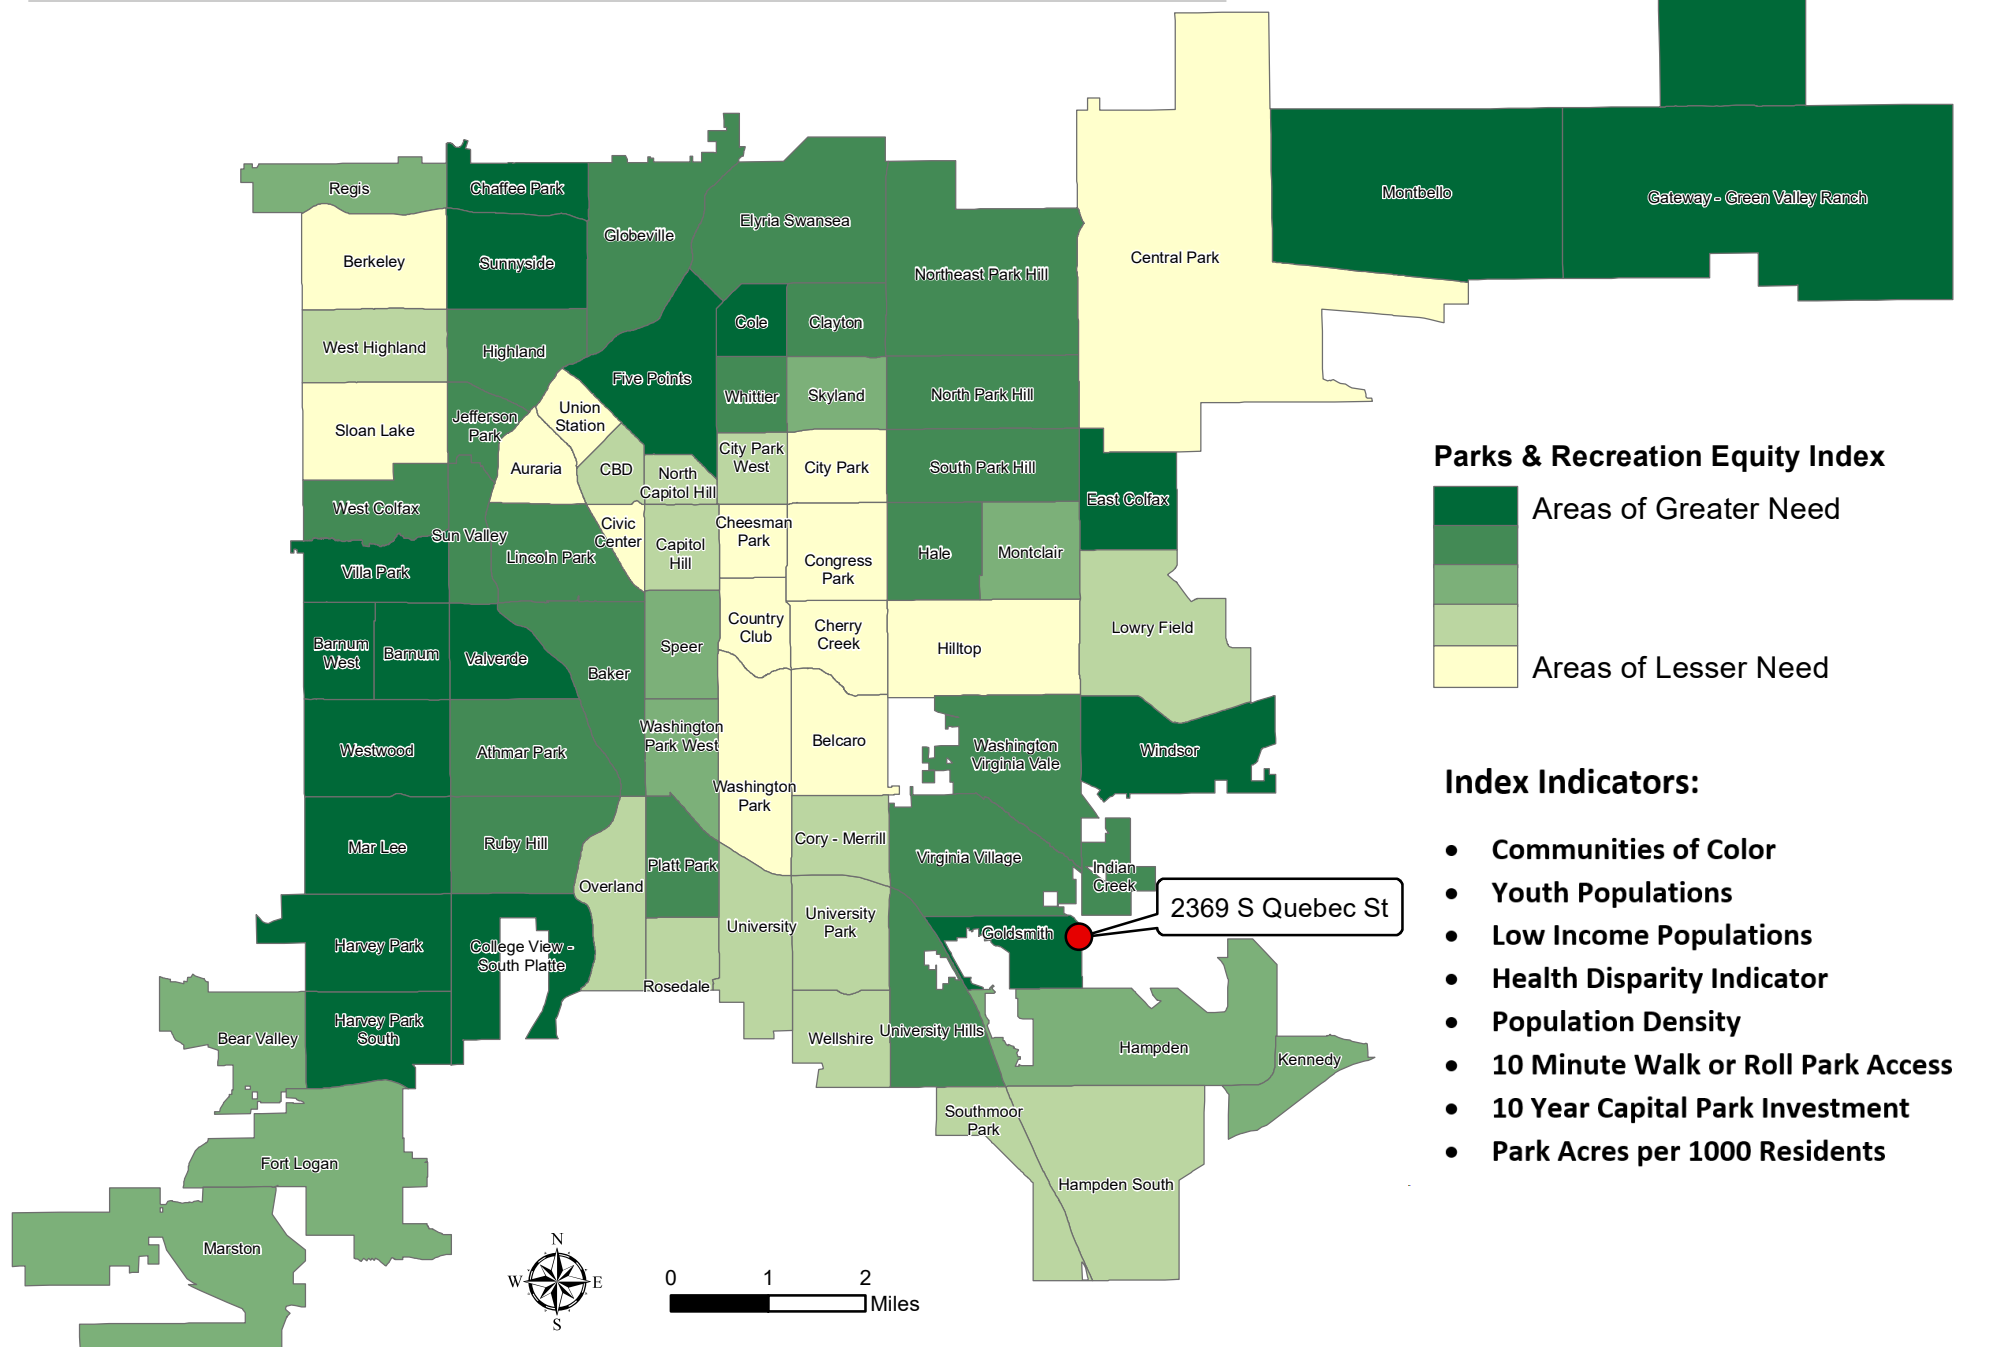 Regis
Chaffee Park
Globeville
Elyria Swansea
Montbello
Gateway - Green Valley Ranch
Berkeley
Sunnyside
Northeast Park Hill
Central Park
West Highland
Highland
Cole
Clayton
Five Points
Whittier
Skyland
North Park Hill
Union
Station
Jefferson
Park
Sloan Lake
Auraria
CBD
North
Capitol Hill
City Park
West
City Park
South Park Hill
East Colfax
West Colfax
Sun Valley
Lincoln Park
Civic
Center
Capitol
Hill
Cheesman
Park
Congress
Park
Hale
Montclair
Villa Park
Barnum
West
Barnum
Valverde
Baker
Speer
Country
Club
Cherry
Creek
Hilltop
Lowry Field
Westwood
Athmar Park
Washington
Park West
Washington
Park
Belcaro
Washington
Virginia Vale
Windsor
Mar Lee
Ruby Hill
Overland
Platt Park
Cory - Merrill
Virginia Village
Indian
Creek
2369 S Quebec St
Harvey Park
College View -
South Platte
Rosedale
University
University
Park
Goldsmith
Bear Valley
Harvey Park
South
Wellshire
University Hills
Hampden
Kennedy
Fort Logan
Southmoor
Park
Hampden South
Marston
Parks & Recreation Equity Index
Areas of Greater Need
Areas of Lesser Need
Index Indicators:
• Communities of Color
• Youth Populations
• Low Income Populations
• Health Disparity Indicator
• Population Density
• 10 Minute Walk or Roll Park Access
• 10 Year Capital Park Investment
• Park Acres per 1000 Residents
N
W E
S
0 1 2
Miles